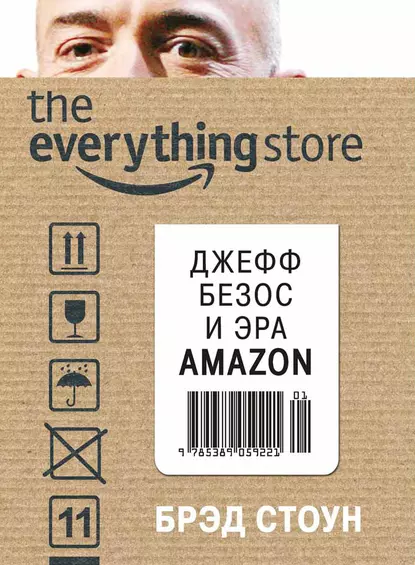 the
everything store
ДЖЕФФ
БЕЗОС
И ЭРА
AMAZON
01
9 785389 059221
11
БРЭД СТОУН